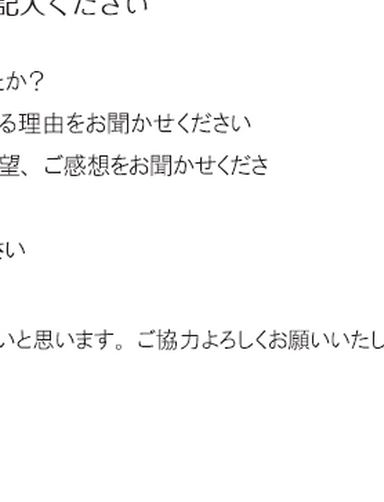 記入ください
たか？
る理由をお聞かせください
望、ご感想をお聞かせくださ
さい
いと思います。ご協力よろしくお願いいたし